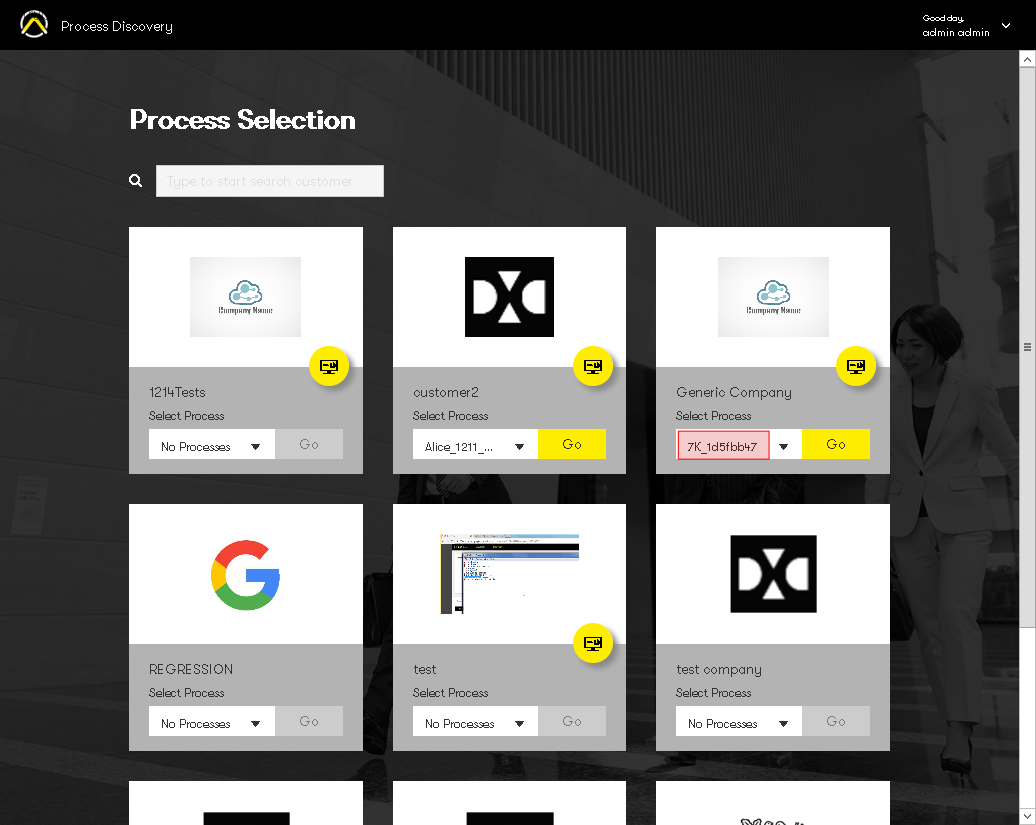 Process Discovery
Good day,
admin admin
Process Selection
Type to start search customer
Company Name
Company Name
1214Tests
Select Process
No Processes
Go
customer2
Select Process
Alice_1211_...
Go
Generic Company
Select Process
7K_1d5fbb47
Go
REGRESSION
Select Process
No Processes
Go
test
Select Process
No Processes
Go
test company
Select Process
No Processes
Go